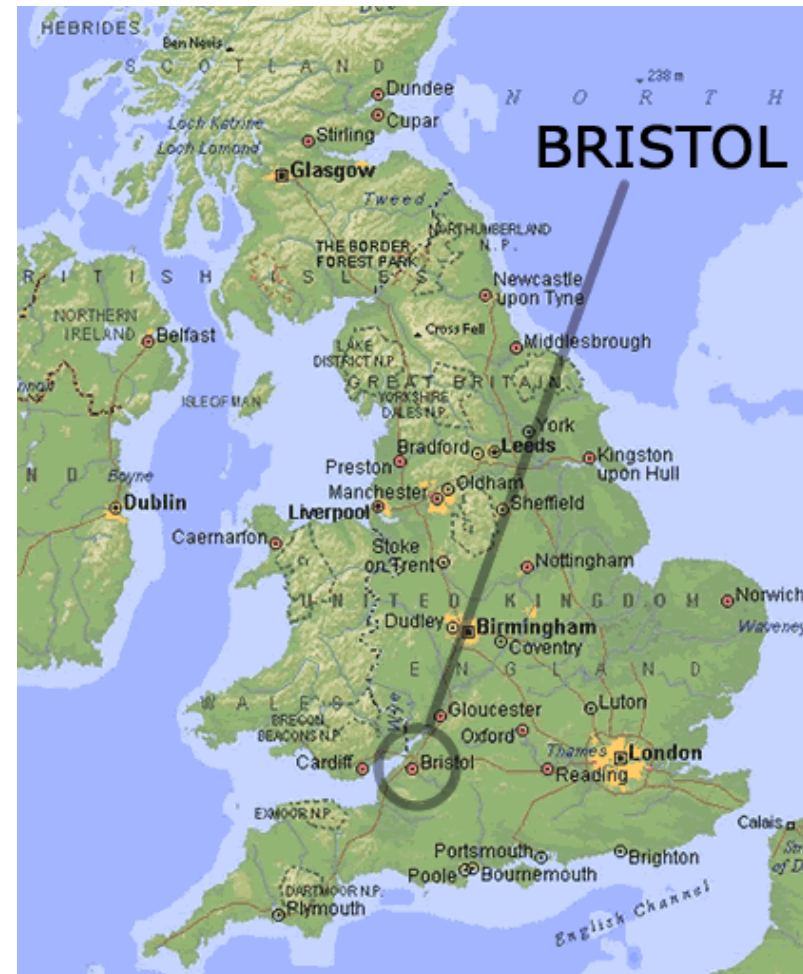 HEBRIDES
Ben Nevis
SCOTLAND
Dundee
238 m
NORTH
Cupar
Loch Katrine
Stirling
Loch Lomond
BRISTOL
Glasgow
Tweed
NORTHUMBERLAND
N.P.
THE BORDER
FOREST PARK
RITISH ISLES
Newcastle
upon Tyne
NORTHERN
IRELAND
Belfast
Cross Fell
Middlesbrough
LAKE
DISTRICT N.P.
GREAT BRITAIN
ISLE OF MAN
YORKSHIRE
DALES N.P.
York
Bradford
Leeds
Preston
Kingston
upon Hull
ND
Boyne
Dublin
Manchester
Oldham
Liverpool
Sheffield
Caernarfon
Stoke
on Trent
Nottingham
UNITED KINGDOM
Norwich
Dudley
Birmingham
Waveney
Coventry
ENGLAND
WALES
Wye
Luton
BRECON
BEACONS N.P.
Gloucester
Oxford
Thames
London
Cardiff
Bristol
Reading
EXMOOR N.P.
Calais
Portsmouth
Brighton
Str
of D
Poole
Bournemouth
DARTMOOR N.P.
Plymouth
English Channel